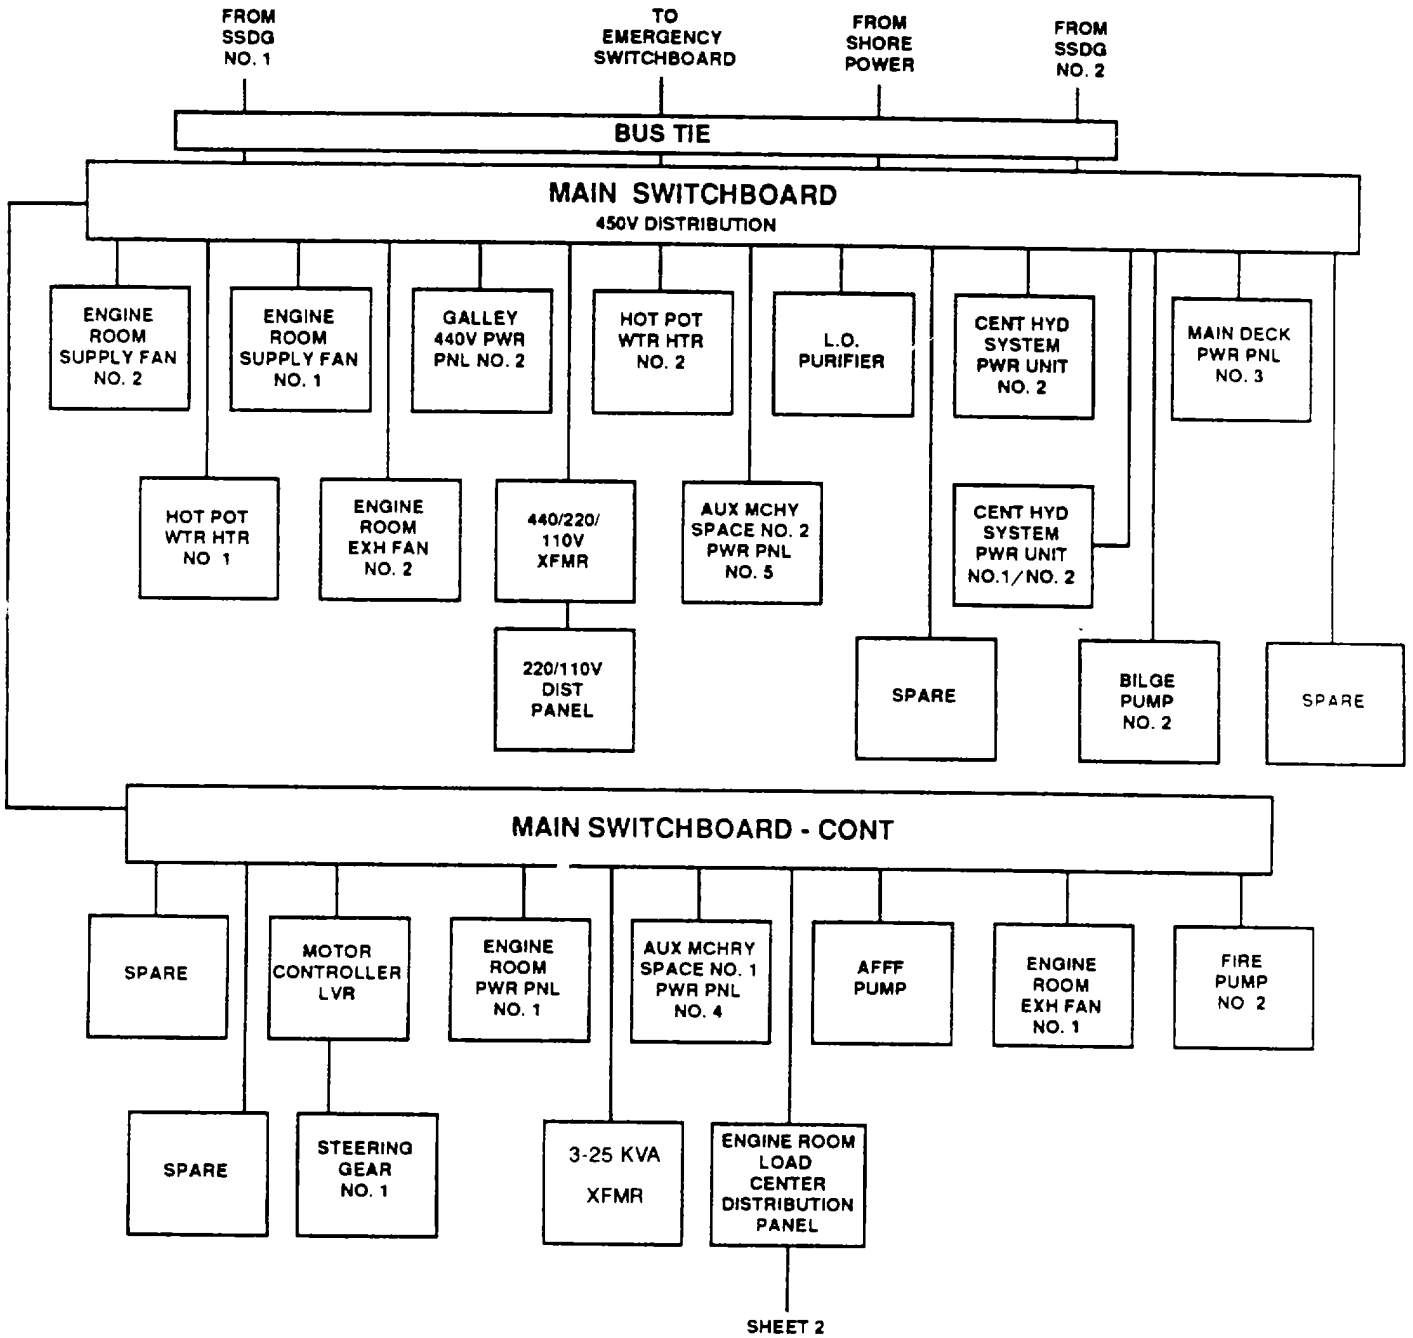 FROM
SSDG
NO. 1
TO
EMERGENCY
SWITCHBOARD
FROM
SHORE
POWER
FROM
SSDG
NO. 2
BUS TIE
MAIN SWITCHBOARD
450V DISTRIBUTION
ENGINE
ROOM
SUPPLY FAN
NO. 2
ENGINE
ROOM
SUPPLY FAN
NO. 1
GALLEY
440V PWR
PNL NO. 2
HOT POT
WTR HTR
NO. 2
L.O.
PURIFIER
CENT HYD
SYSTEM
PWR UNIT
NO. 2
MAIN DECK
PWR PNL
NO. 3
HOT POT
WTR HTR
NO 1
ENGINE
ROOM
EXH FAN
NO. 2
440/220/
110V
XFMR
AUX MCHY
SPACE NO. 2
PWR PNL
NO. 5
CENT HYD
SYSTEM
PWR UNIT
NO.1/NO. 2
220/110V
DIST
PANEL
SPARE
BILGE
PUMP
NO. 2
SPARE
MAIN SWITCHBOARD - CONT
SPARE
MOTOR
CONTROLLER
LVR
ENGINE
ROOM
PWR PNL
NO. 1
AUX MCHRY
SPACE NO. 1
PWR PNL
NO. 4
AFFF
PUMP
ENGINE
ROOM
EXH FAN
NO. 1
FIRE
PUMP
NO 2
SPARE
STEERING
GEAR
NO. 1
3-25 KVA
XFMR
ENGINE ROOM
LOAD
CENTER
DISTRIBUTION
PANEL
SHEET 2